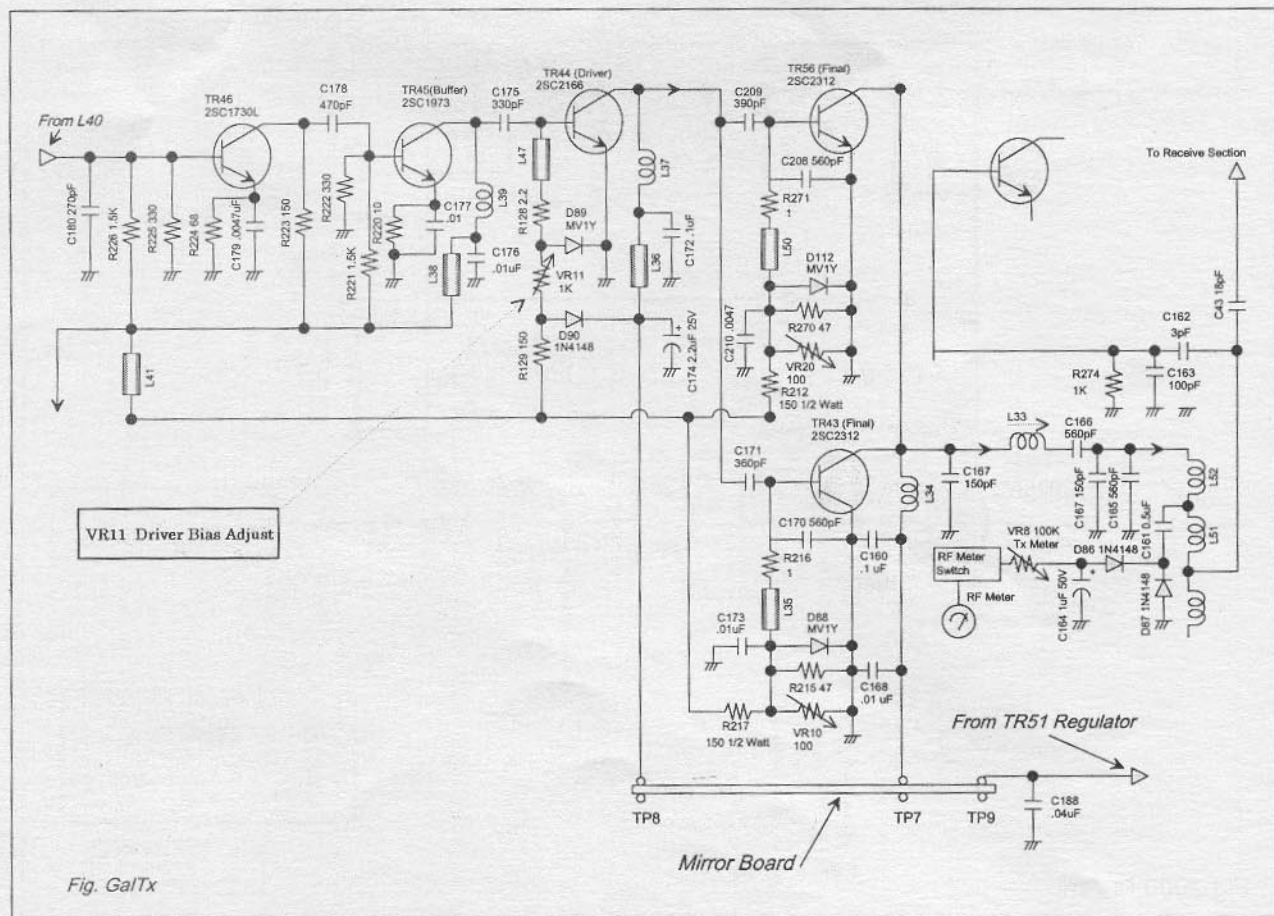 From L40
C180 270pF
R226 1.5K
R225 330
TR46
2SC1730L
R224 68
C179 .0047uF
R223 150
C178
470pF
R222 330
R221 1.5K
TR45(Buffer)
2SC1973
R220 10
C177
.01
L39
L38
C176
.01uF
C175
330pF
L47
R128 2.2
VR11
1K
R129 150
TR44 (Driver)
2SC2166
D89
MV1Y
D90
1N4148
L37
L36
C172 .1uF
+
C174 2.2uF 25V
L41
C209
390pF
TR56 (Final)
2SC2312
C208 560pF
R271
1
L50
D112
MV1Y
C210 .0047
R270 47
VR20
100
R212
150 1/2 Watt
To Receive Section
C43 18pF
C162
3pF
R274
1K
C163
100pF
TR43 (Final)
2SC2312
C171
360pF
C170 560pF
R216
1
L35
C160
.1 uF
C173
.01uF
D88
MV1Y
R215 47
C168
.01 uF
R217
150 1/2 Watt
VR10
100
L34
C167
150pF
L33
C166
560pF
C167 150pF
C165 560pF
L52
L51
C161 0.5uF
VR8 100K
Tx Meter
D86 1N4148
RF Meter
Switch
RF Meter
+
C164 1uF 50V
D87 1N4148
VR11 Driver Bias Adjust
From TR51 Regulator
C188
.04uF
TP8
TP7
TP9
Mirror Board
Fig. GalTx